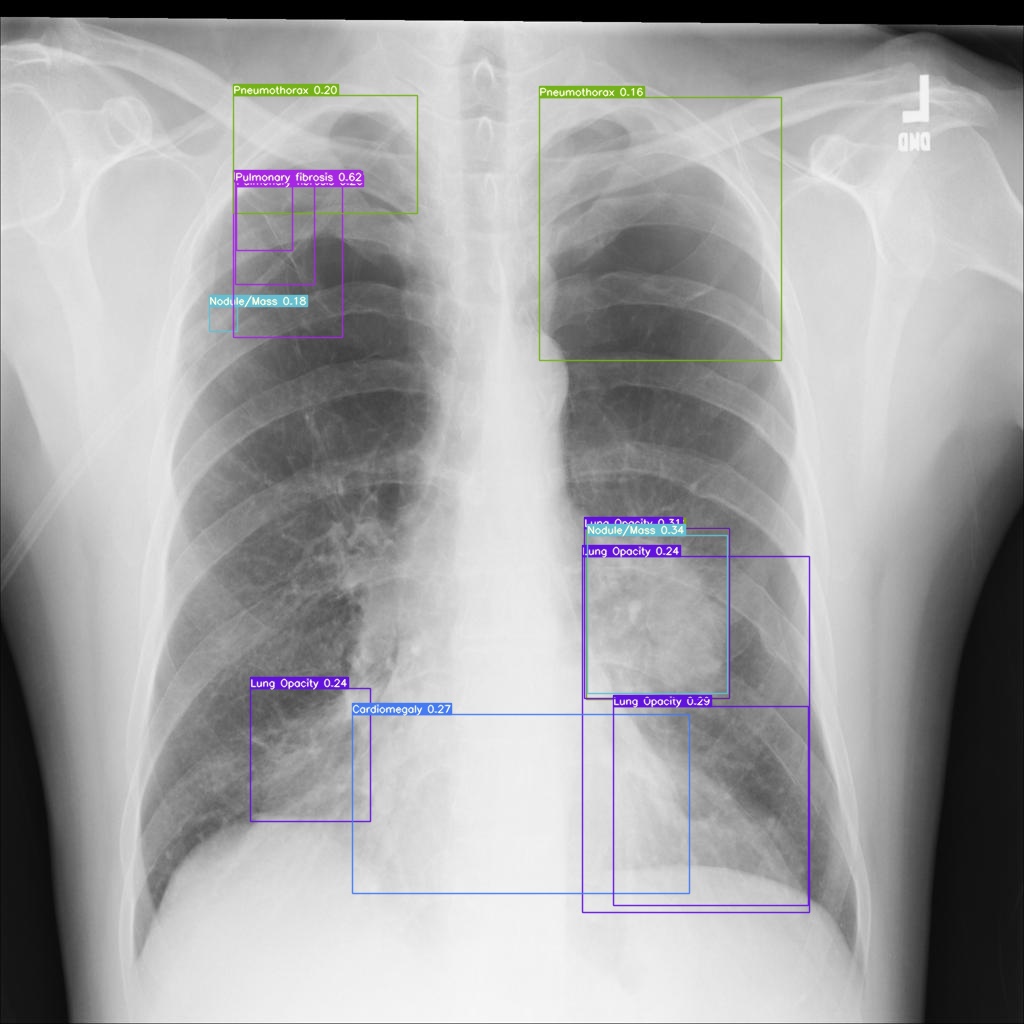 Pneumothorax 0.20
Pneumothorax 0.16
L
DMD
Pulmonary fibrosis 0.62
Nodule/Mass 0.18
Lung Opacity 0.31
Nodule/Mass 0.34
Lung Opacity 0.24
Lung Opacity 0.24
Lung Opacity 0.29
Cardiomegaly 0.27